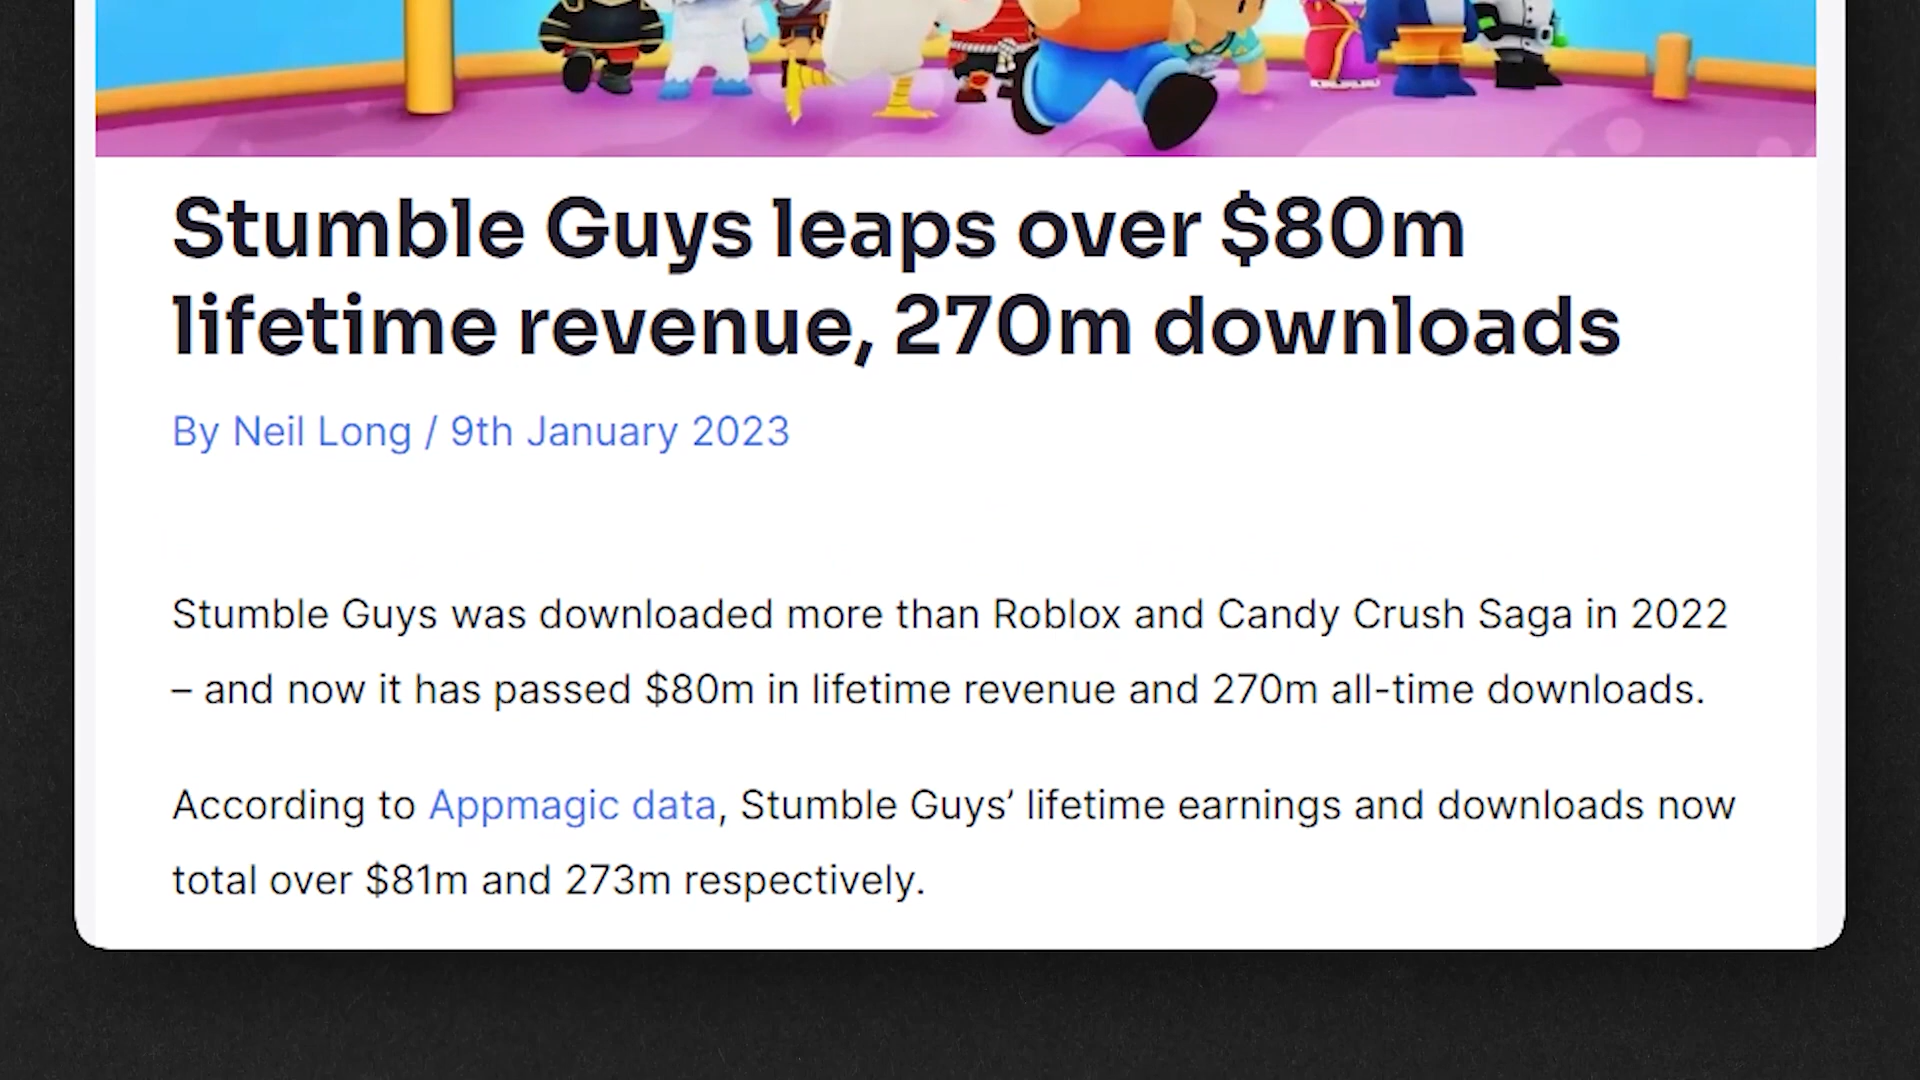 Stumble Guys leaps over $80m
lifetime revenue, 270m downloads
By Neil Long / 9th January 2023
Stumble Guys was downloaded more than Roblox and Candy Crush Saga in 2022
– and now it has passed $80m in lifetime revenue and 270m all-time downloads.
According to Appmagic data, Stumble Guys’ lifetime earnings and downloads now
total over $81m and 273m respectively.